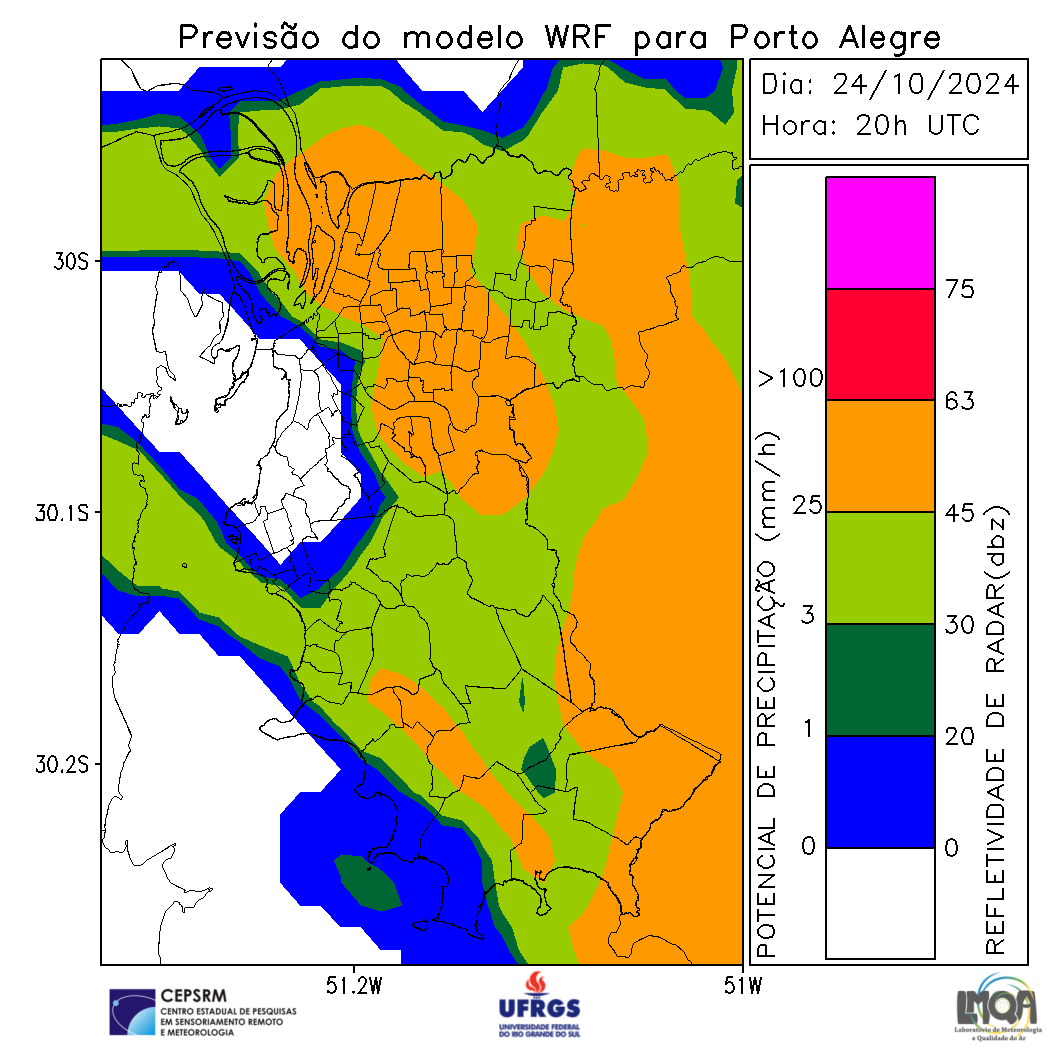 Previsão do modelo WRF para Porto Alegre
Dia: 24/10/2024
Hora: 20h UTC
30S
30.1S
30.2S
51.2W
51W
POTENCIAL DE PRECIPITAÇÃO (mm/h)
>100
25
3
1
0
75
63
45
30
20
0
REFLETIVIDADE DE RADAR(dbz)
CEPSRM
CENTRO ESTADUAL DE PESQUISAS
EM SENSORIAMENTO REMOTO
E METEOROLOGIA
UFRGS
UNIVERSIDADE FEDERAL
DO RIO GRANDE DO SUL
LMQA
Laboratório de Meteorologia
e Qualidade do Ar